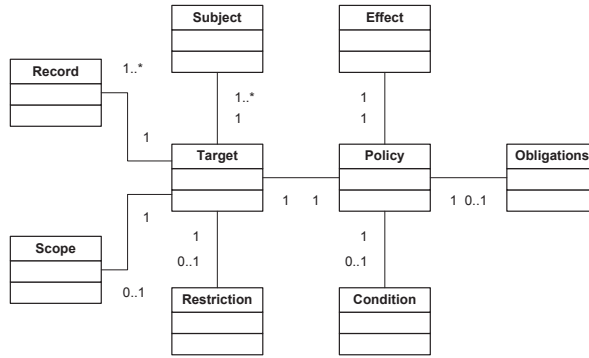 Subject
Effect
Record
1..*
1..*
1
1
1
1
Target
Policy
Obligations
1
1
1
1
0..1
Scope
1
1
0..1
0..1
0..1
Restriction
Condition